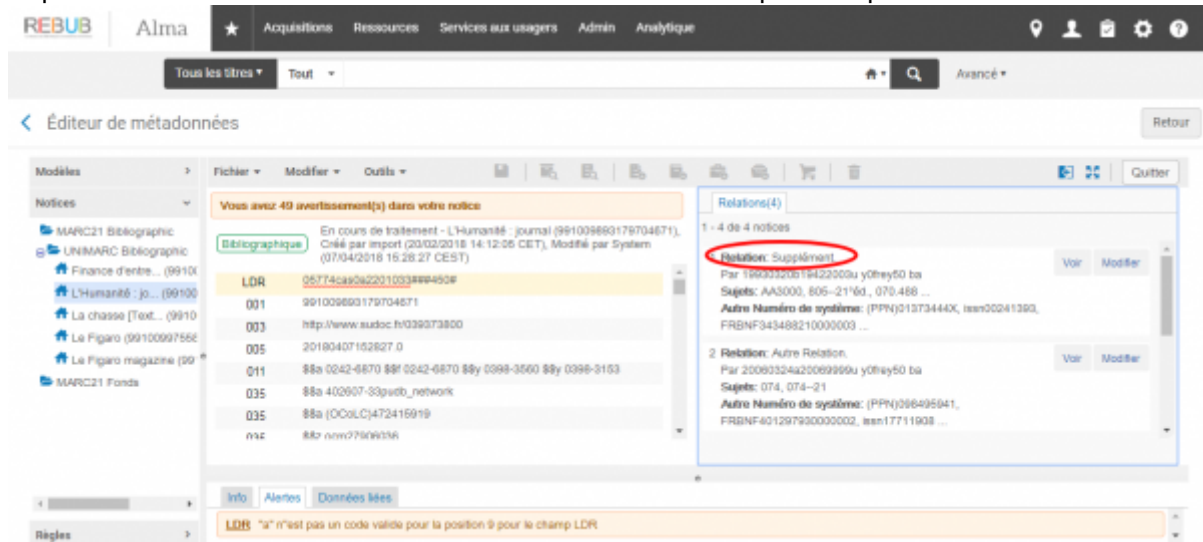 REBUB Alma ★ Acquisitions Ressources Services aux usagers Admin Analytique
Tous les titres Tout Avancé
Éditeur de métadonnées Retour
Modèles
Fichier Modifier Outils
Quitter
Notices
MARC21 Bibliographic
UNIMARC Bibliographic
Finance d'entre... (9910(
L'Humanité : jo... (99100
La chasse [Text... (9910
Le Figaro (99100997556
Le Figaro magazine (99
MARC21 Fonds
Règles
Vous avez 49 avertissement(s) dans votre notice
Bibliographique
En cours de traitement - L'Humanité : journal (991009893179704671),
Créé par import (20/02/2018 14:12:05 CET), Modifié par System
(07/04/2018 15:28:27 CEST)
LDR 05774cas0a2201033###450#
001 991009893179704671
003 http://www.sudoc.fr/039373800
005 20180407152827.0
011 $$a 0242-6870 $$f 0242-6870 $$y 0398-3560 $$y 0398-3153
035 $$a 402607-33pudb_network
035 $$a (OCoLC)472415919
035 $$z ocm27906036
Relations(4)
1 - 4 de 4 notices
Relation: Supplément.
Par 19930320b19422003u y0frey50 ba
Sujets: AA3000, 805--21°éd., 070.488 ...
Autre Numéro de système: (PPN)01373444X, issn00241393,
FRBNF343488210000003 ...
Voir Modifier
2 Relation: Autre Relation.
Par 20060324a20069999u y0frey50 ba
Sujets: 074, 074--21
Autre Numéro de système: (PPN)098495941,
FRBNF401297930000002, issn17711908 ...
Voir Modifier
Info Alertes Données liées
LDR "a" n"est pas un code valide pour la position 9 pour le champ LDR